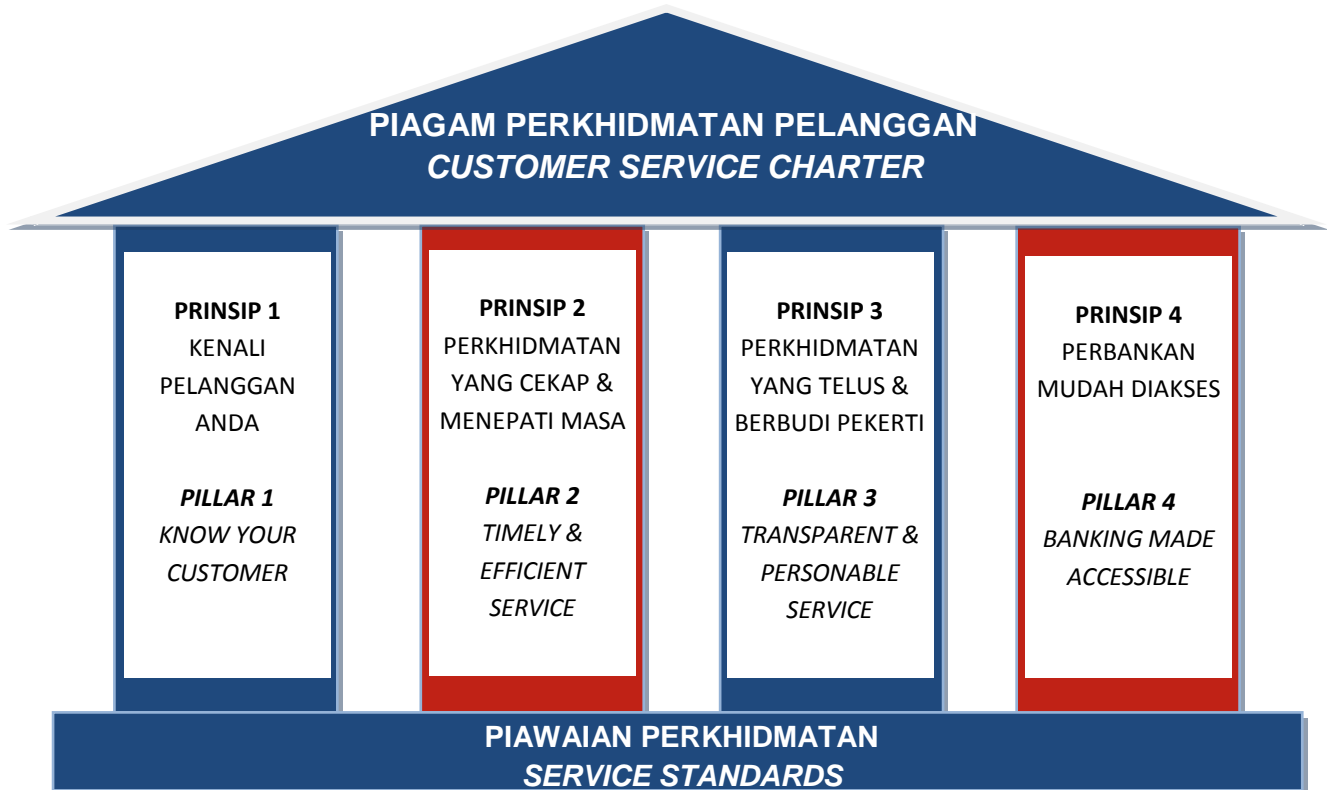 PIAGAM PERKHIDMATAN PELANGGAN
CUSTOMER SERVICE CHARTER
PRINSIP 1
KENALI
PELANGGAN
ANDA
PILLAR 1
KNOW YOUR
CUSTOMER
PRINSIP 2
PERKHIDMATAN
YANG CEKAP &
MENEPATI MASA
PILLAR 2
TIMELY &
EFFICIENT
SERVICE
PRINSIP 3
PERKHIDMATAN
YANG TELUS &
BERBUDI PEKERTI
PILLAR 3
TRANSPARENT &
PERSONABLE
SERVICE
PRINSIP 4
PERBANKAN
MUDAH DIAKSES
PILLAR 4
BANKING MADE
ACCESSIBLE
PIAWAIAN PERKHIDMATAN
SERVICE STANDARDS